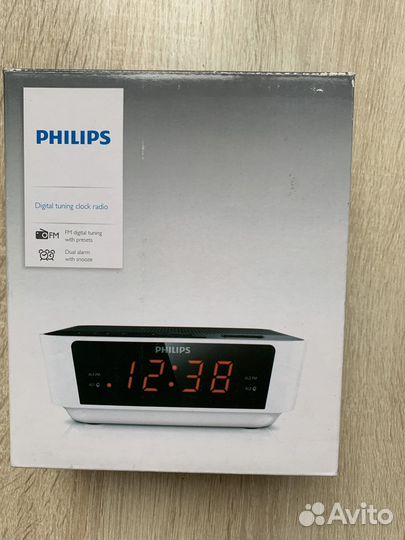 PHILIPS
Digital tuning clock radio
FM
FM digital tuning
with presets
Dual alarm
with snooze
PHILIPS
.12:38
Avito